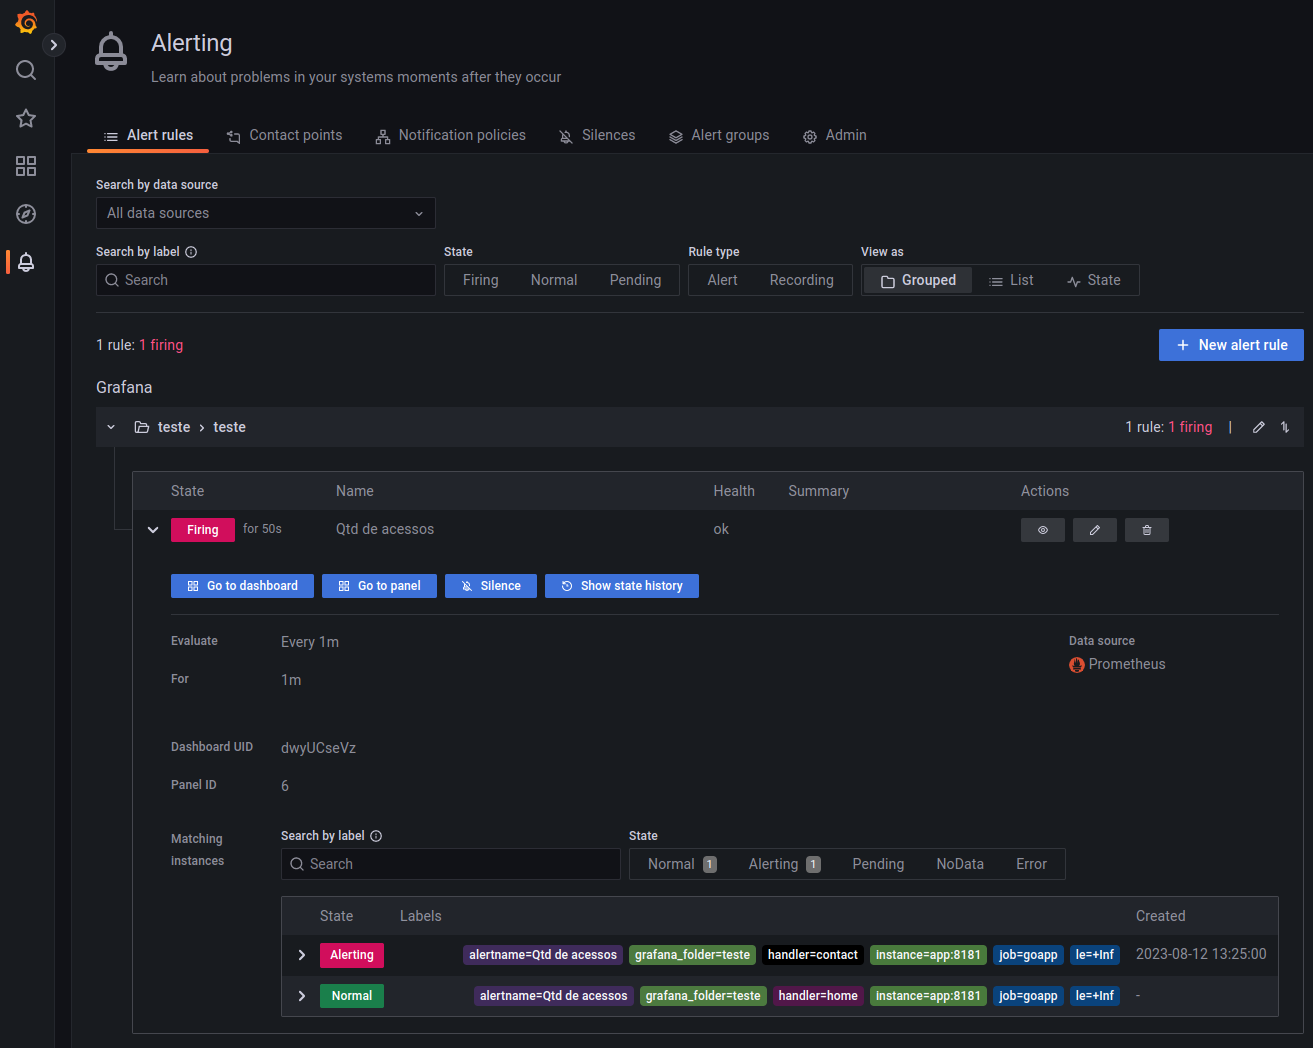 Alerting
Learn about problems in your systems moments after they occur
Alert rules Contact points Notification policies Silences Alert groups Admin
Search by data source
All data sources
Search by label State Rule type View as
Search Firing Normal Pending Alert Recording Grouped List State
1 rule: 1 firing New alert rule
Grafana
teste > teste 1 rule: 1 firing |
State Name Health Summary Actions
Firing for 50s Qtd de acessos ok
Go to dashboard Go to panel Silence Show state history
Evaluate Every 1m Data source
Prometheus
For 1m
Dashboard UID dwyUCseVz
Panel ID 6
Matching instances Search by label State
Search Normal 1 Alerting 1 Pending NoData Error
State Labels Created
Alerting alertname=Qtd de acessos grafana_folder=teste handler=contact instance=app:8181 job=goapp le=+Inf 2023-08-12 13:25:00
Normal alertname=Qtd de acessos grafana_folder=teste handler=home instance=app:8181 job=goapp le=+Inf -